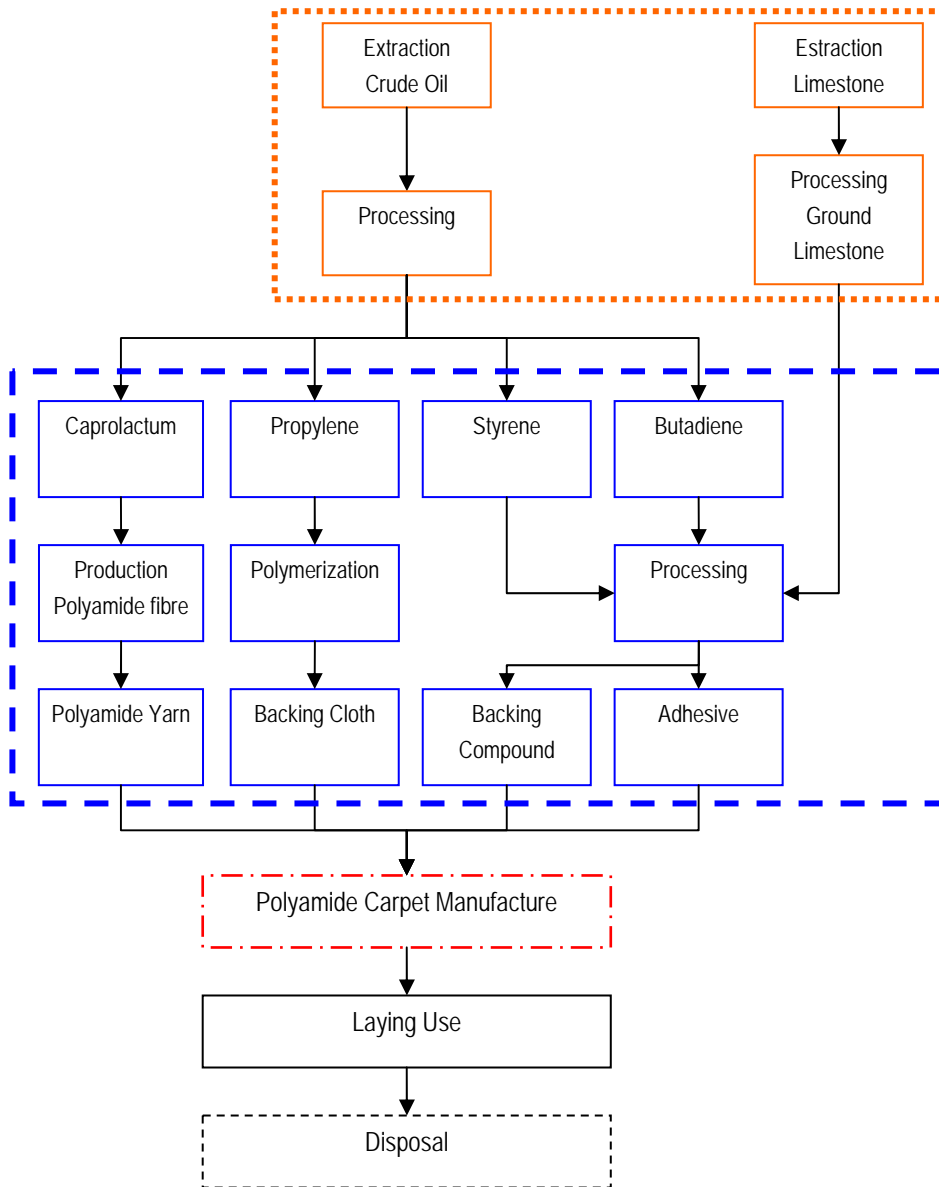 Extraction
Crude Oil
Estraction
Limestone
Processing
Processing
Ground
Limestone
Caprolactum
Propylene
Styrene
Butadiene
Production
Polyamide fibre
Polymerization
Processing
Polyamide Yarn
Backing Cloth
Backing
Compound
Adhesive
Polyamide Carpet Manufacture
Laying Use
Disposal